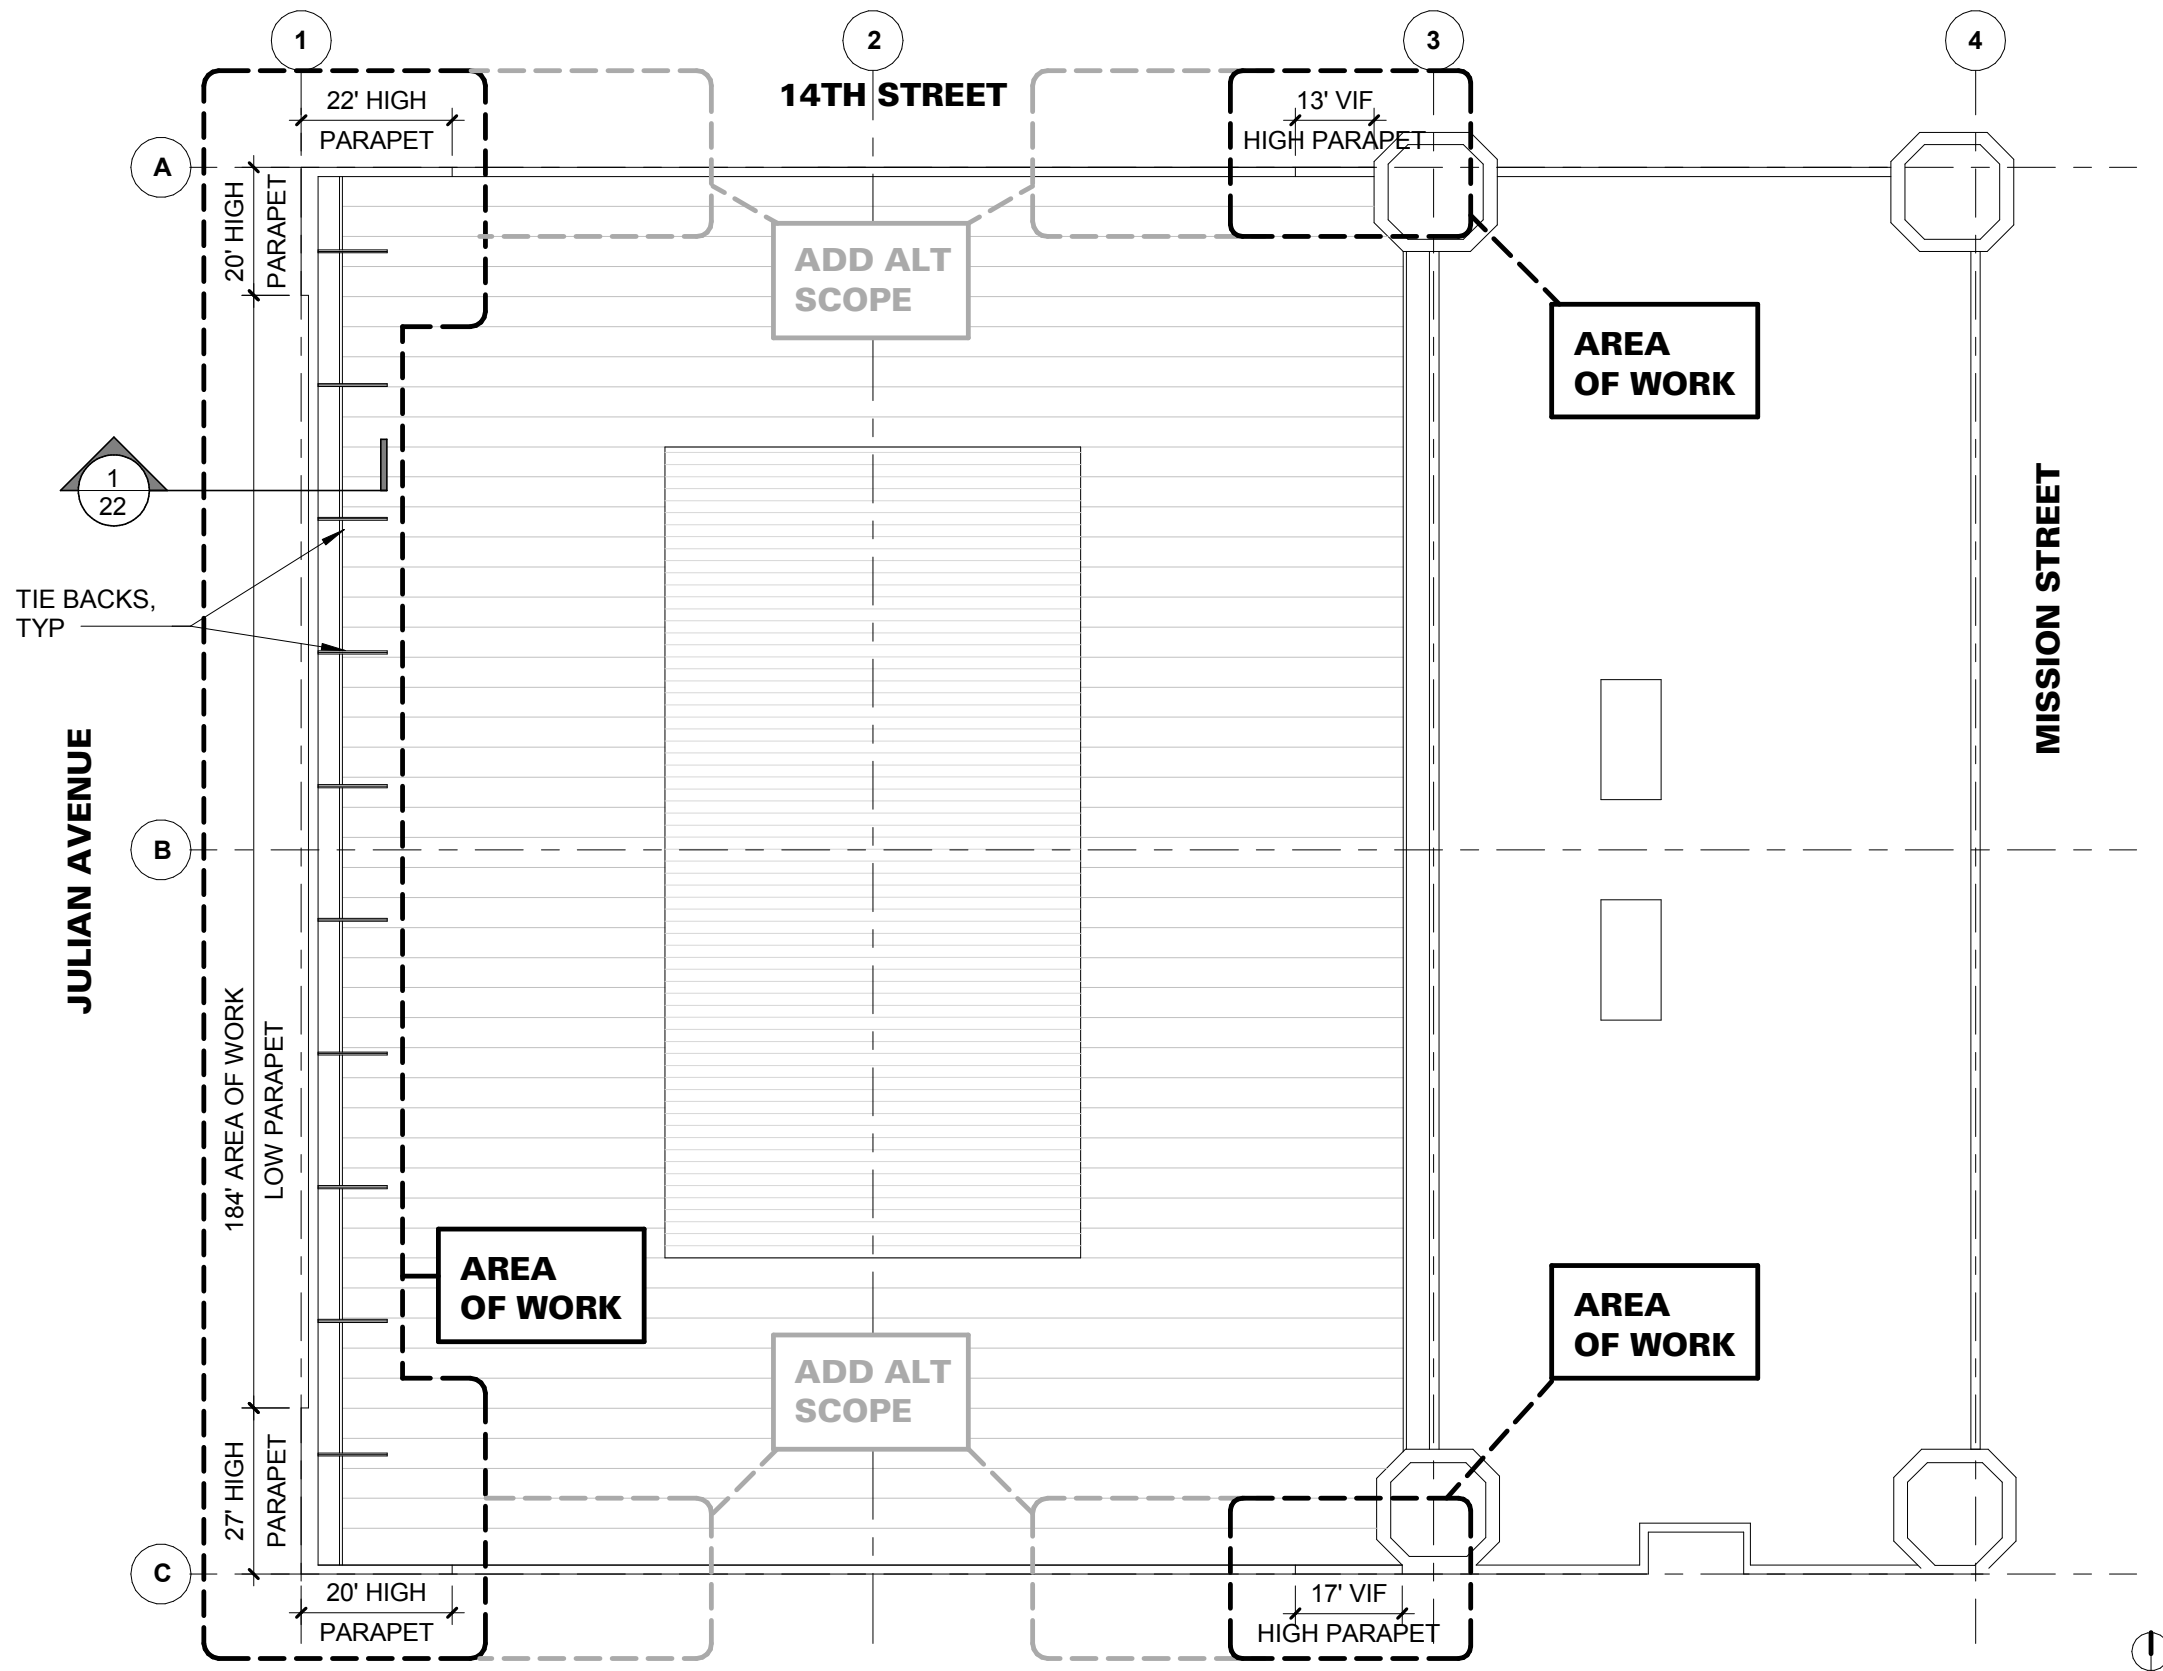 1
2
3
4
14TH STREET
22' HIGH
PARAPET
13' VIF
HIGH PARAPET
A
20' HIGH
PARAPET
ADD ALT
SCOPE
AREA
OF WORK
1
22
TIE BACKS,
TYP
MISSION STREET
JULIAN AVENUE
B
184' AREA OF WORK
LOW PARAPET
AREA
OF WORK
AREA
OF WORK
ADD ALT
SCOPE
27' HIGH
PARAPET
C
20' HIGH
PARAPET
17' VIF
HIGH PARAPET